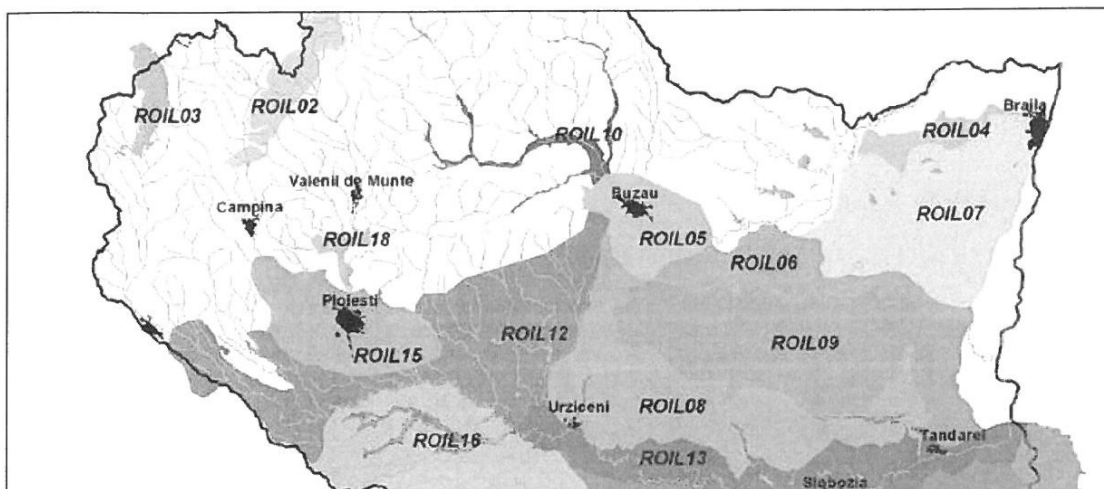 Braila
ROIL03
ROIL02
ROIL04
ROIL10
Valenii de Munte
Buzau
Campina
ROIL07
ROIL18
ROIL05
ROIL06
Ploiesti
ROIL12
ROIL09
ROIL15
Urziceni
ROIL08
ROIL16
Tandarei
ROIL13
Slobozia